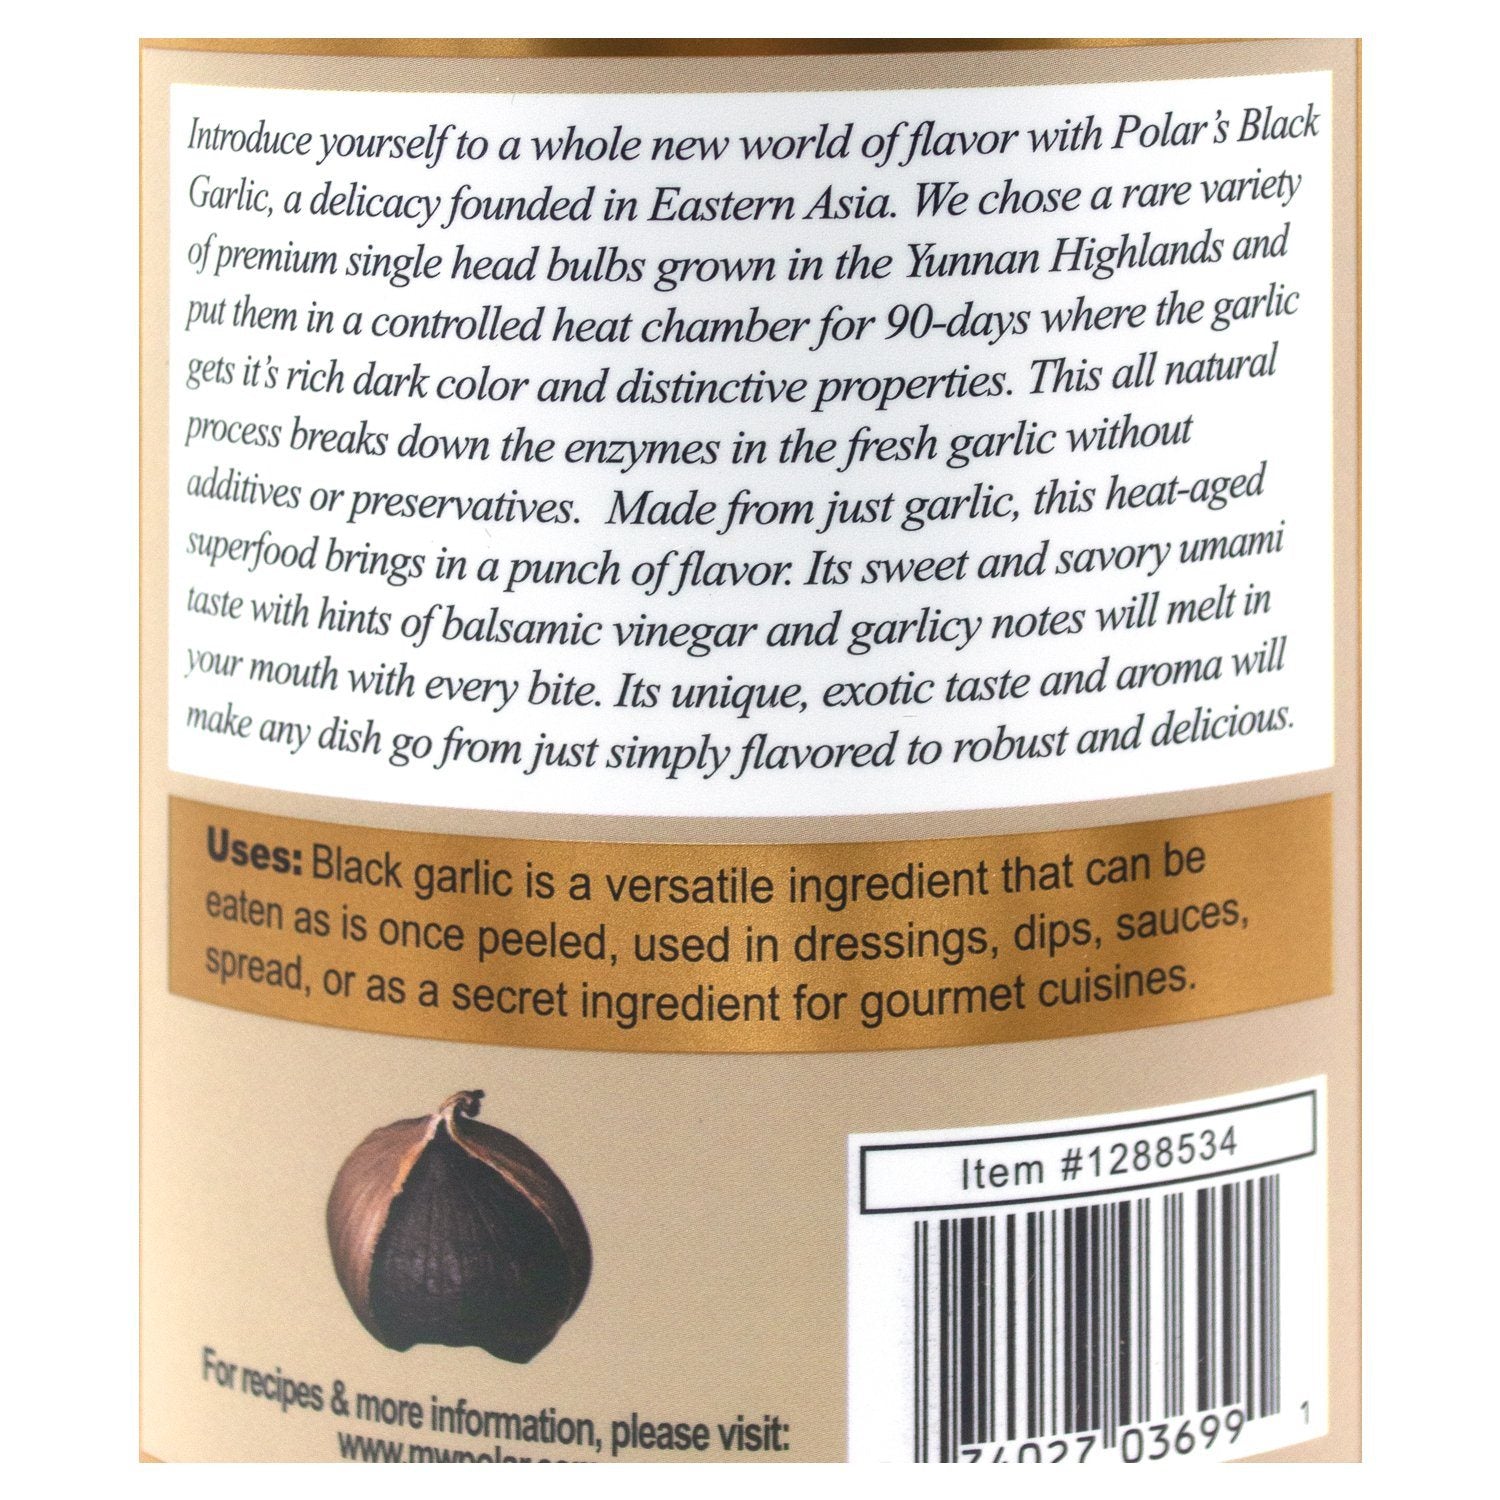 Introduce yourself to a whole new world of flavor with Polar's Black
Garlic, a delicacy founded in Eastern Asia. We chose a rare variety
of premium single head bulbs grown in the Yunnan Highlands and
put them in a controlled heat chamber for 90-days where the garlic
gets it's rich dark color and distinctive properties. This all natural
process breaks down the enzymes in the fresh garlic without
additives or preservatives. Made from just garlic, this heat-aged
superfood brings in a punch of flavor. Its sweet and savory umami
taste with hints of balsamic vinegar and garlicy notes will melt in
your mouth with every bite. Its unique, exotic taste and aroma will
make any dish go from just simply flavored to robust and delicious.
Uses: Black garlic is a versatile ingredient that can be
eaten as is once peeled, used in dressings, dips, sauces,
spread, or as a secret ingredient for gourmet cuisines.
For recipes & more information, please visit:
www.mwpolar.com
Item #1288534
74027 03699 1